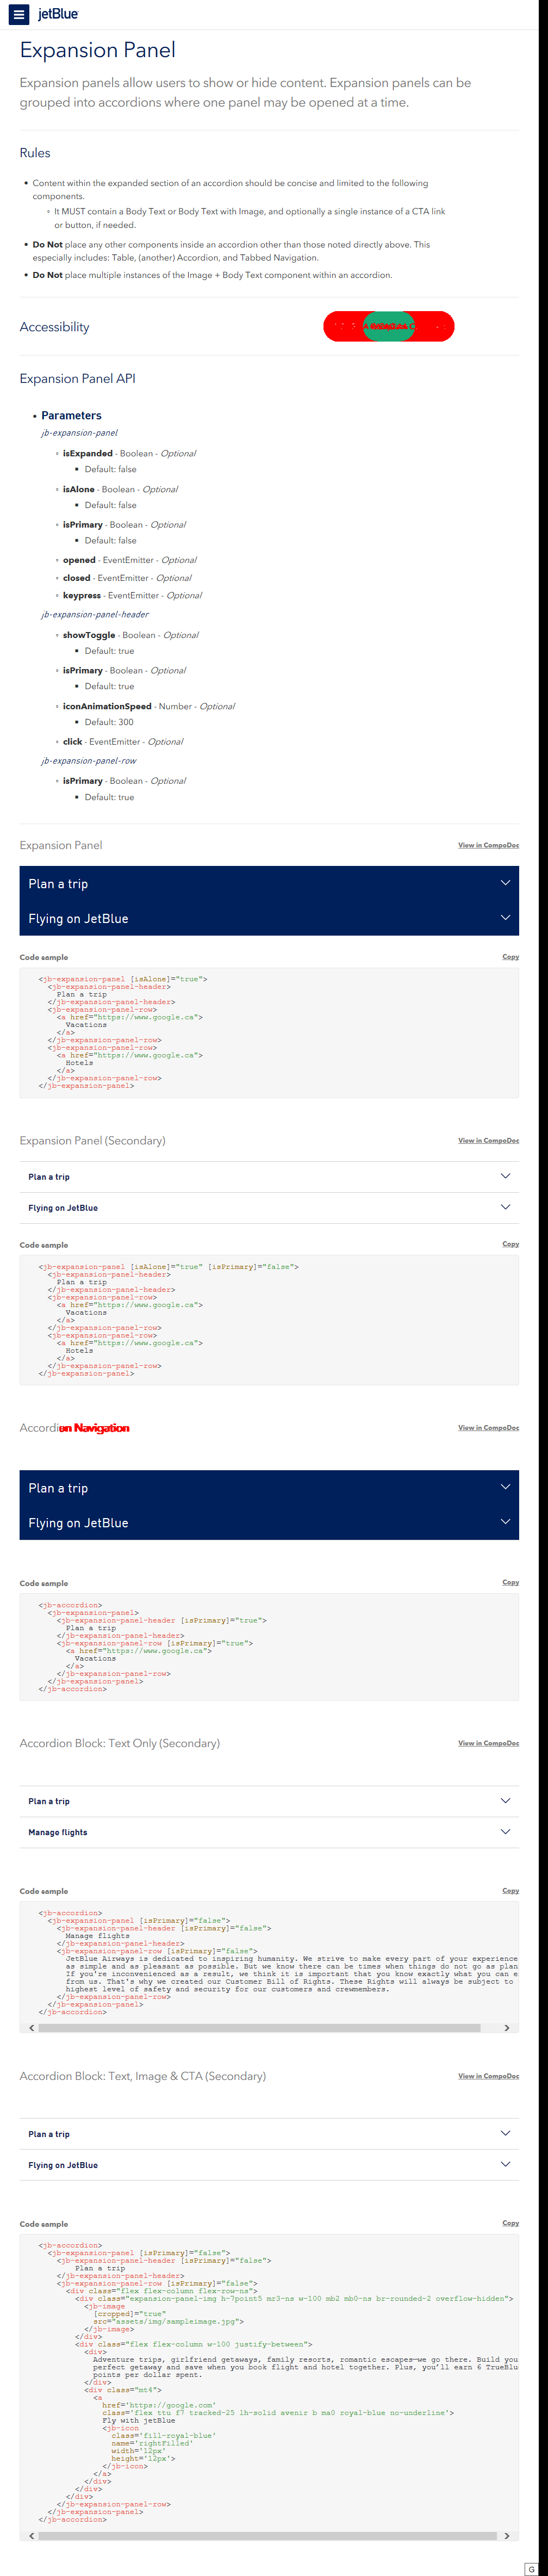 jetBlue
Expansion Panel
Expansion panels allow users to show or hide content. Expansion panels can be
grouped into accordions where one panel may be opened at a time.
Rules
Content within the expanded section of an accordion should be concise and limited to the following
components.
It MUST contain a Body Text or Body Text with Image, and optionally a single instance of a CTA link
or button, if needed.
Do Not place any other components inside an accordion other than those noted directly above. This
especially includes: Table, (another) Accordion, and Tabbed Navigation.
Do Not place multiple instances of the Image + Body Text component within an accordion.
Accessibility
Expansion Panel API
Parameters
jb-expansion-panel
isExpanded - Boolean - Optional
Default: false
isAlone - Boolean - Optional
Default: false
isPrimary - Boolean - Optional
Default: false
opened - EventEmitter - Optional
closed - EventEmitter - Optional
keypress - EventEmitter - Optional
jb-expansion-panel-header
showToggle - Boolean - Optional
Default: true
isPrimary - Boolean - Optional
Default: true
iconAnimationSpeed - Number - Optional
Default: 300
click - EventEmitter - Optional
jb-expansion-panel-row
isPrimary - Boolean - Optional
Default: true
Expansion Panel View in CompoDoc
Plan a trip
Flying on JetBlue
Code sample Copy
<jb-expansion-panel [isAlone]="true">
<jb-expansion-panel-header>
Plan a trip
</jb-expansion-panel-header>
<jb-expansion-panel-row>
<a href="https://www.google.ca">
Vacations
</a>
</jb-expansion-panel-row>
<jb-expansion-panel-row>
<a href="https://www.google.ca">
Hotels
</a>
</jb-expansion-panel-row>
</jb-expansion-panel>
Expansion Panel (Secondary) View in CompoDoc
Plan a trip
Flying on JetBlue
Code sample Copy
<jb-expansion-panel [isAlone]="true" [isPrimary]="false">
<jb-expansion-panel-header>
Plan a trip
</jb-expansion-panel-header>
<jb-expansion-panel-row>
<a href="https://www.google.ca">
Vacations
</a>
</jb-expansion-panel-row>
<jb-expansion-panel-row>
<a href="https://www.google.ca">
Hotels
</a>
</jb-expansion-panel-row>
</jb-expansion-panel>
Accordion Navigation View in CompoDoc
Plan a trip
Flying on JetBlue
Code sample Copy
<jb-accordion>
<jb-expansion-panel>
<jb-expansion-panel-header [isPrimary]="true">
Plan a trip
</jb-expansion-panel-header>
<jb-expansion-panel-row [isPrimary]="true">
<a href="https://www.google.ca">
Vacations
</a>
</jb-expansion-panel-row>
</jb-expansion-panel>
</jb-accordion>
Accordion Block: Text Only (Secondary) View in CompoDoc
Plan a trip
Manage flights
Code sample Copy
<jb-accordion>
<jb-expansion-panel [isPrimary]="false">
<jb-expansion-panel-header [isPrimary]="false">
Manage flights
</jb-expansion-panel-header>
<jb-expansion-panel-row [isPrimary]="false">
JetBlue Airways is dedicated to inspiring humanity. We strive to make every part of your experience
as simple and as pleasant as possible. But we know there can be times when things do not go as plan
If you're inconvenienced as a result, we think it is important that you know exactly what you can e
from us. That's why we created our Customer Bill of Rights. These Rights will always be subject to
highest level of safety and security for our customers and crewmembers.
</jb-expansion-panel-row>
</jb-expansion-panel>
</jb-accordion>
Accordion Block: Text, Image & CTA (Secondary) View in CompoDoc
Plan a trip
Flying on JetBlue
Code sample Copy
<jb-accordion>
<jb-expansion-panel [isPrimary]="false">
<jb-expansion-panel-header [isPrimary]="false">
Plan a trip
</jb-expansion-panel-header>
<jb-expansion-panel-row [isPrimary]="false">
<div class="flex flex-column flex-row-ns">
<div class="expansion-panel-img h-7point5 mr3-ns w-100 mb2 mb0-ns br-rounded-2 overflow-hidden">
<jb-image
[cropped]="true"
src="assets/img/sampleimage.jpg">
</jb-image>
</div>
<div class="flex flex-column w-100 justify-between">
<div>
Adventure trips, girlfriend getaways, family resorts, romantic escapes—we go there. Build you
perfect getaway and save when you book flight and hotel together. Plus, you'll earn 6 TrueBlu
points per dollar spent.
</div>
<div class="mt4">
<a
href='https://google.com'
class='flex ttu f7 tracked-25 lh-solid avenir b ma0 royal-blue no-underline'>
Fly with jetBlue
<jb-icon
class='fill-royal-blue'
name='rightFilled'
width='12px'
height='12px'>
</jb-icon>
</a>
</div>
</div>
</div>
</jb-expansion-panel-row>
</jb-expansion-panel>
</jb-accordion>
G